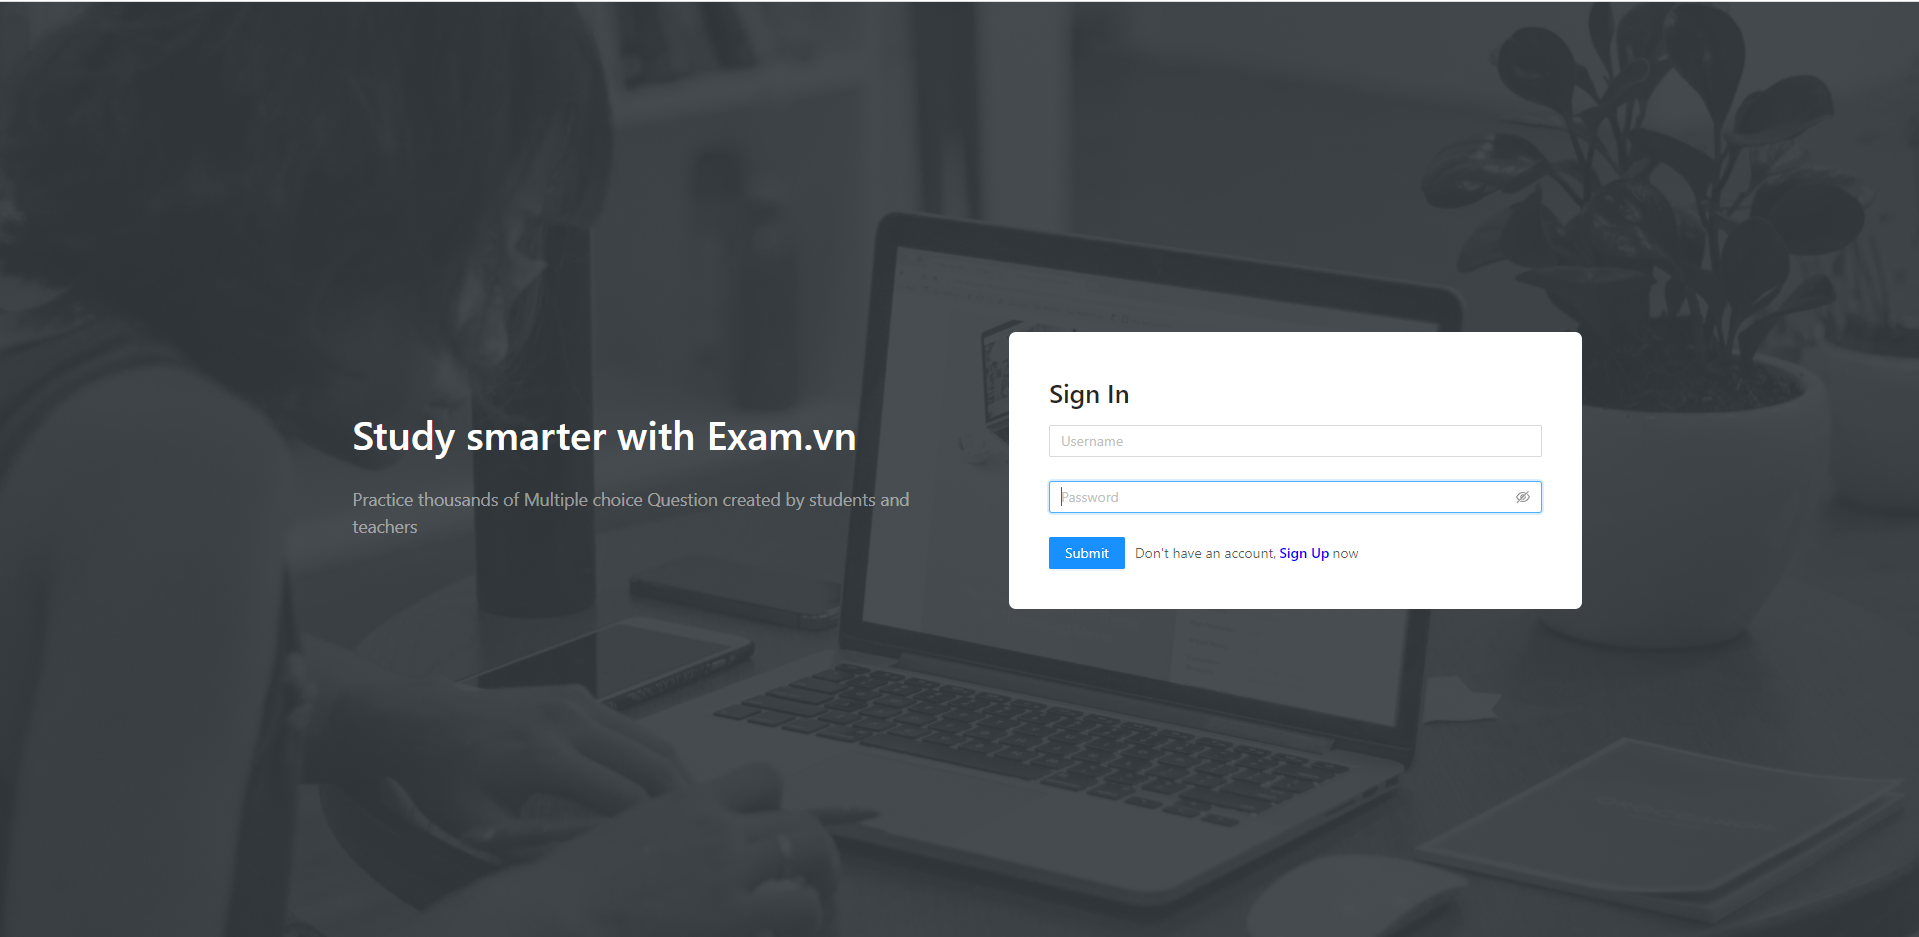 Study smarter with Exam.vn
Practice thousands of Multiple choice Question created by students and
teachers
Sign In
Username
Password
Submit
Don't have an account, Sign Up now